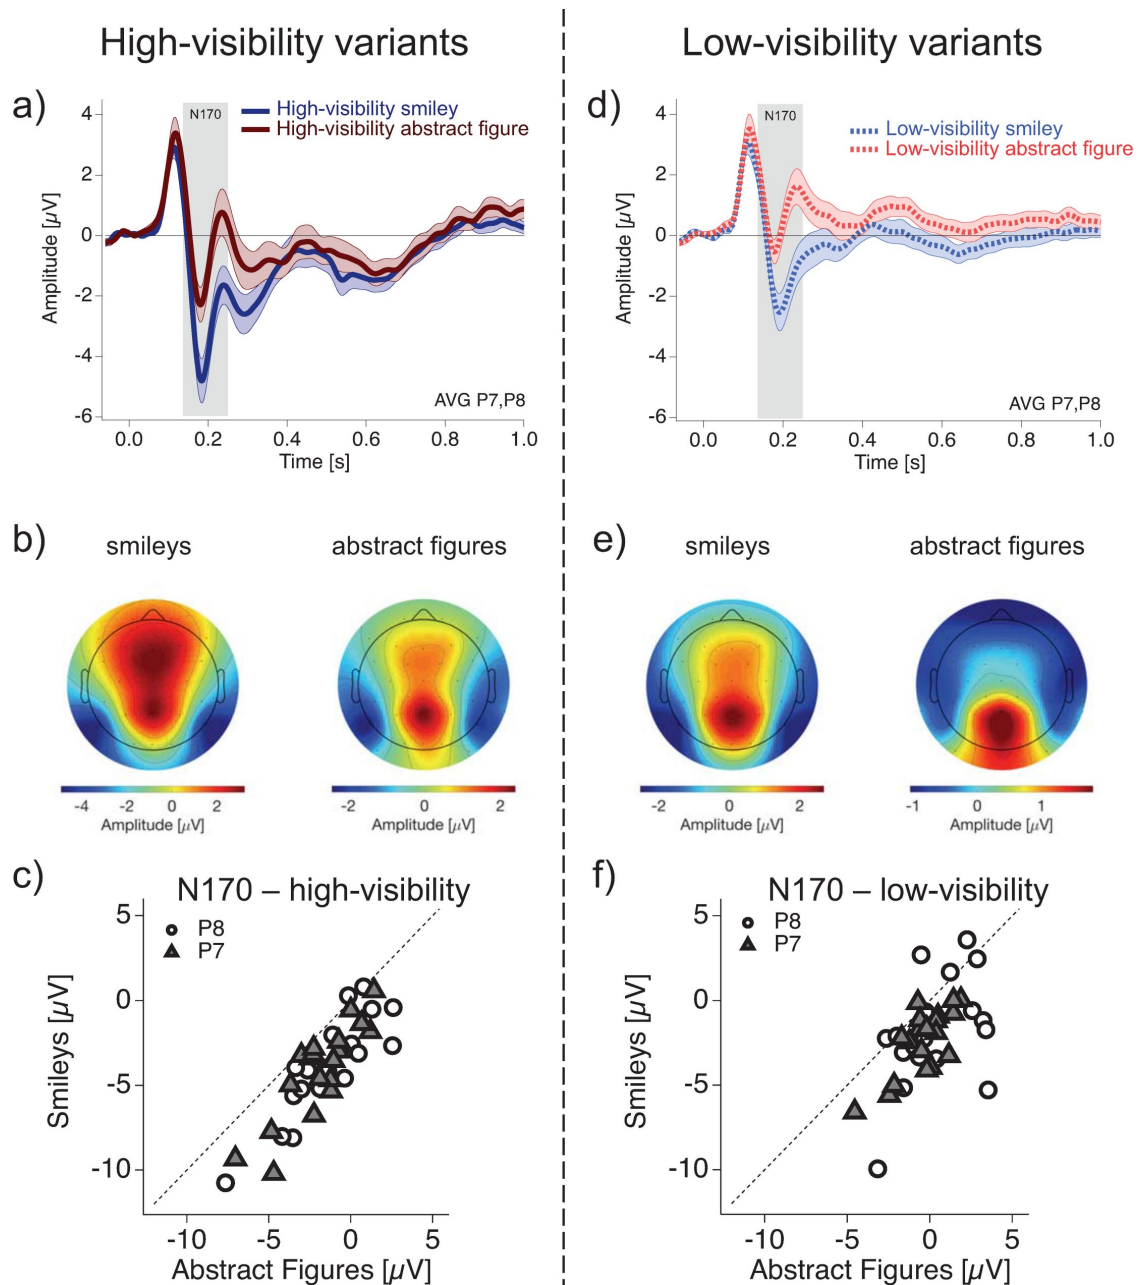 High-visibility variants
a)
N170
High-visibility smiley
High-visibility abstract figure
4
2
0
-2
-4
-6
Amplitude [µV]
AVG P7,P8
0.0 0.2 0.4 0.6 0.8 1.0
Time [s]
b)
smileys
abstract figures
-4 -2 0 2
Amplitude [µV]
-2 0 2
Amplitude [µV]
c)
N170 – high-visibility
P8
P7
5
0
-5
-10
Smileys [µV]
-10 -5 0 5
Abstract Figures [µV]
Low-visibility variants
d)
N170
Low-visibility smiley
Low-visibility abstract figure
4
2
0
-2
-4
-6
Amplitude [µV]
AVG P7,P8
0.0 0.2 0.4 0.6 0.8 1.0
Time [s]
e)
smileys
abstract figures
-2 0 2
Amplitude [µV]
-1 0 1
Amplitude [µV]
f)
N170 – low-visibility
P8
P7
5
0
-5
-10
Smileys [µV]
-10 -5 0 5
Abstract Figures [µV]